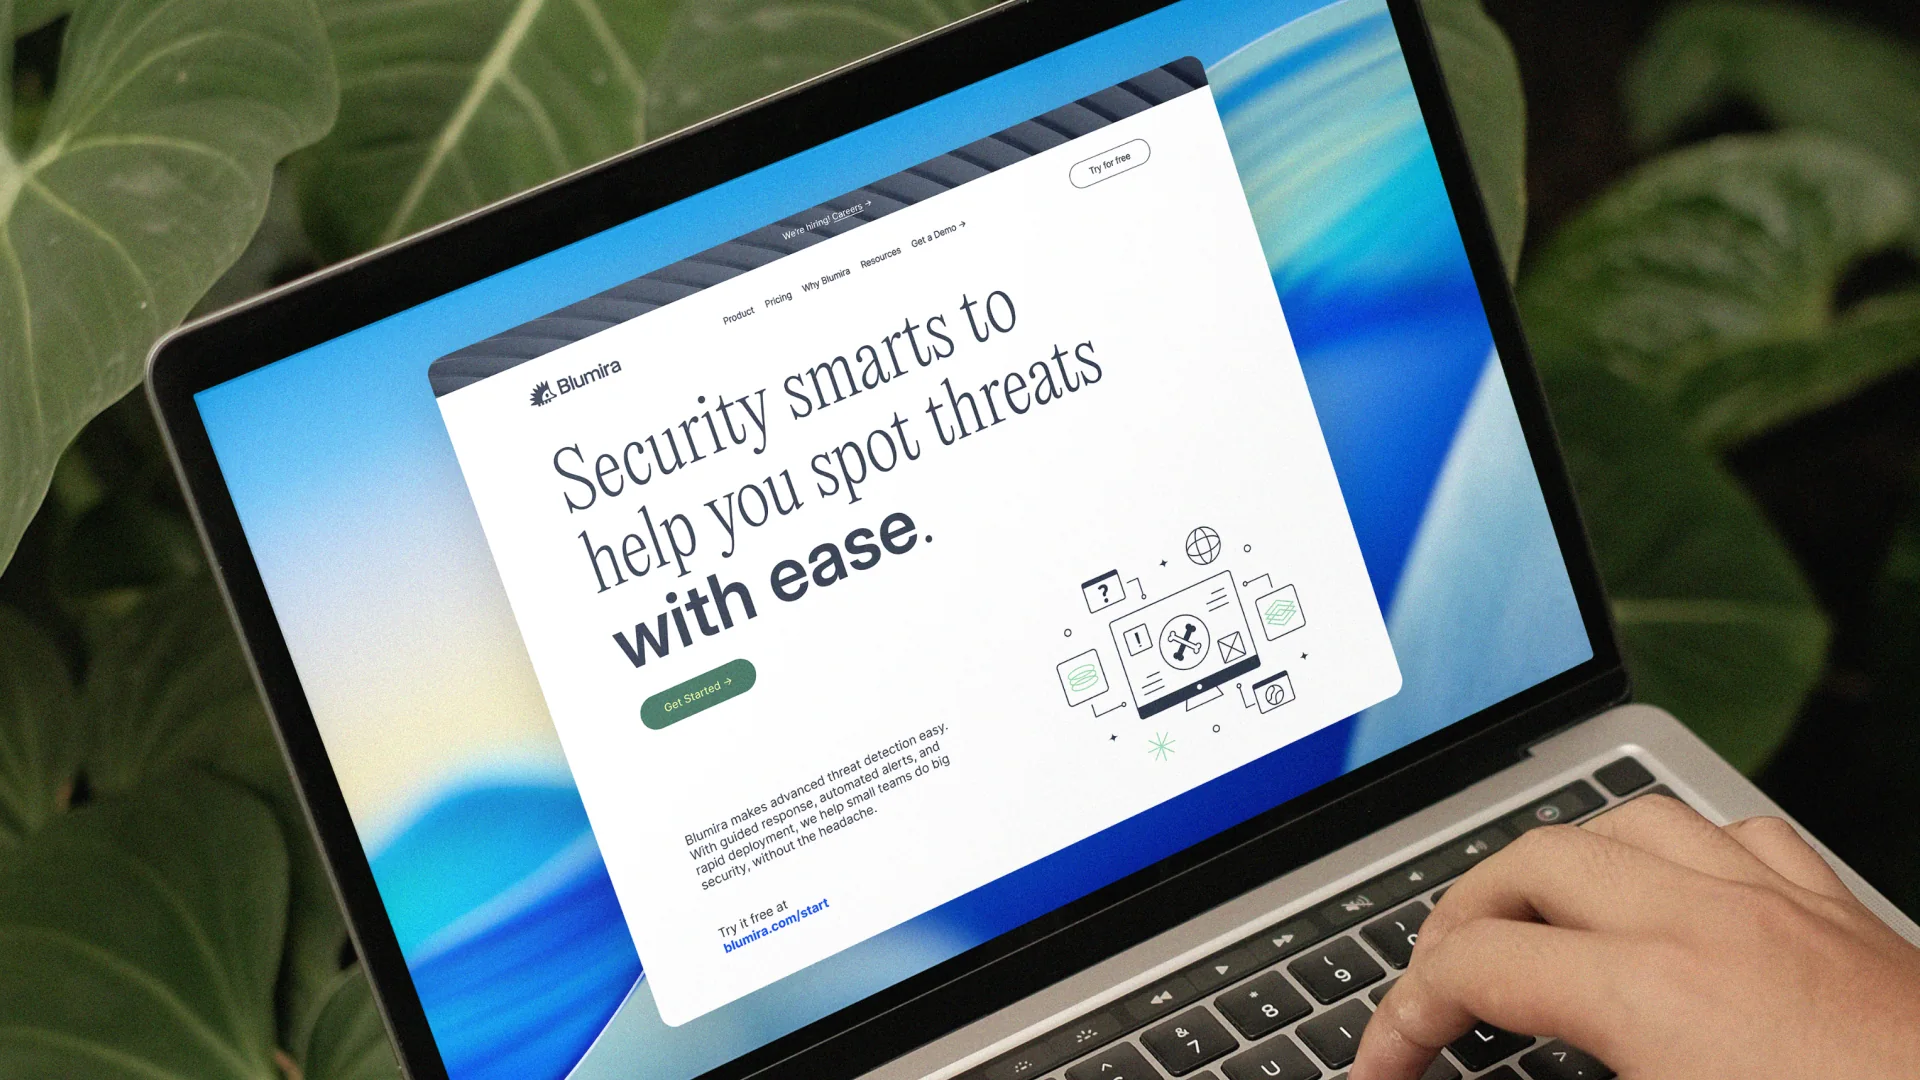 We're hiring! Careers →
Try for free
Product Pricing Why Blumira Resources Get a Demo →
Blumira
Security smarts to
help you spot threats
with ease.
Get Started →
?
!
Blumira makes advanced threat detection easy.
With guided response, automated alerts, and
rapid deployment, we help small teams do big
security, without the headache.
Try it free at
blumira.com/start
& 7
* 8
( 9
U
I
L